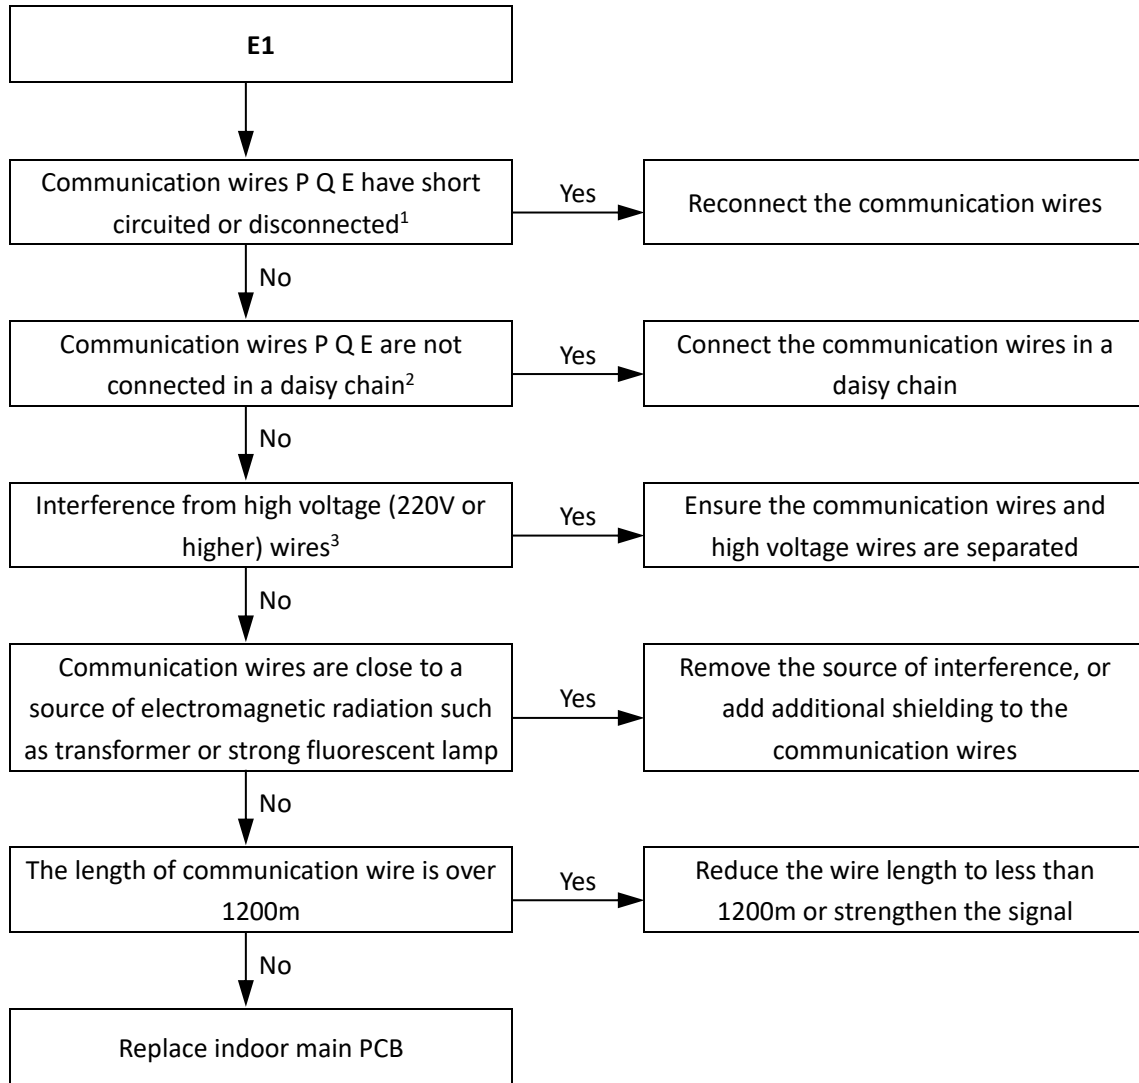 E1
Communication wires P Q E have short
circuited or disconnected¹
Yes
Reconnect the communication wires
No
Communication wires P Q E are not
connected in a daisy chain²
Yes
Connect the communication wires in a
daisy chain
No
Interference from high voltage (220V or
higher) wires³
Yes
Ensure the communication wires and
high voltage wires are separated
No
Communication wires are close to a
source of electromagnetic radiation such
as transformer or strong fluorescent lamp
Yes
Remove the source of interference, or
add additional shielding to the
communication wires
No
The length of communication wire is over
1200m
Yes
Reduce the wire length to less than
1200m or strengthen the signal
No
Replace indoor main PCB